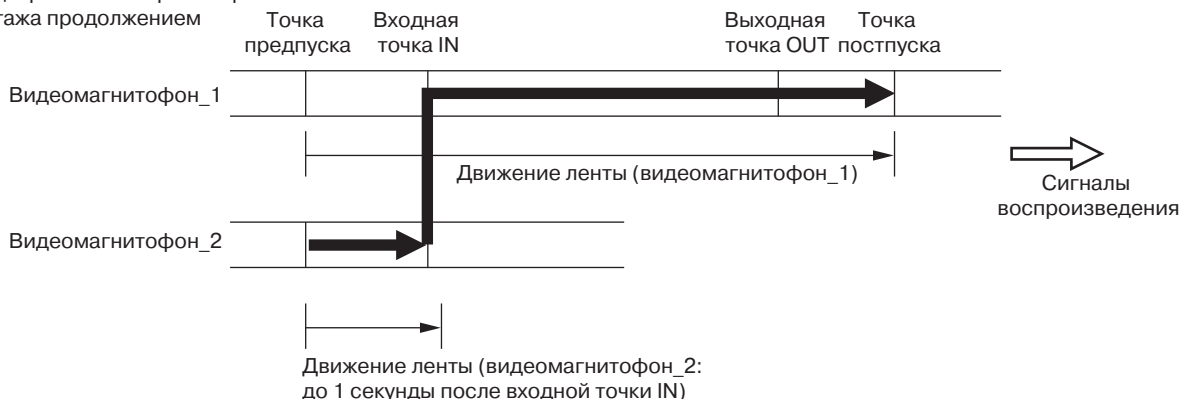 продолжением
Точка
предпуска
Входная
точка IN
Выходная
точка OUT
Точка
постпуска
Видеомагнитофон_1
Движение ленты (видеомагнитофон_1)
Сигналы
воспроизведения
Видеомагнитофон_2
Движение ленты (видеомагнитофон_2:
до 1 секунды после входной точки IN)